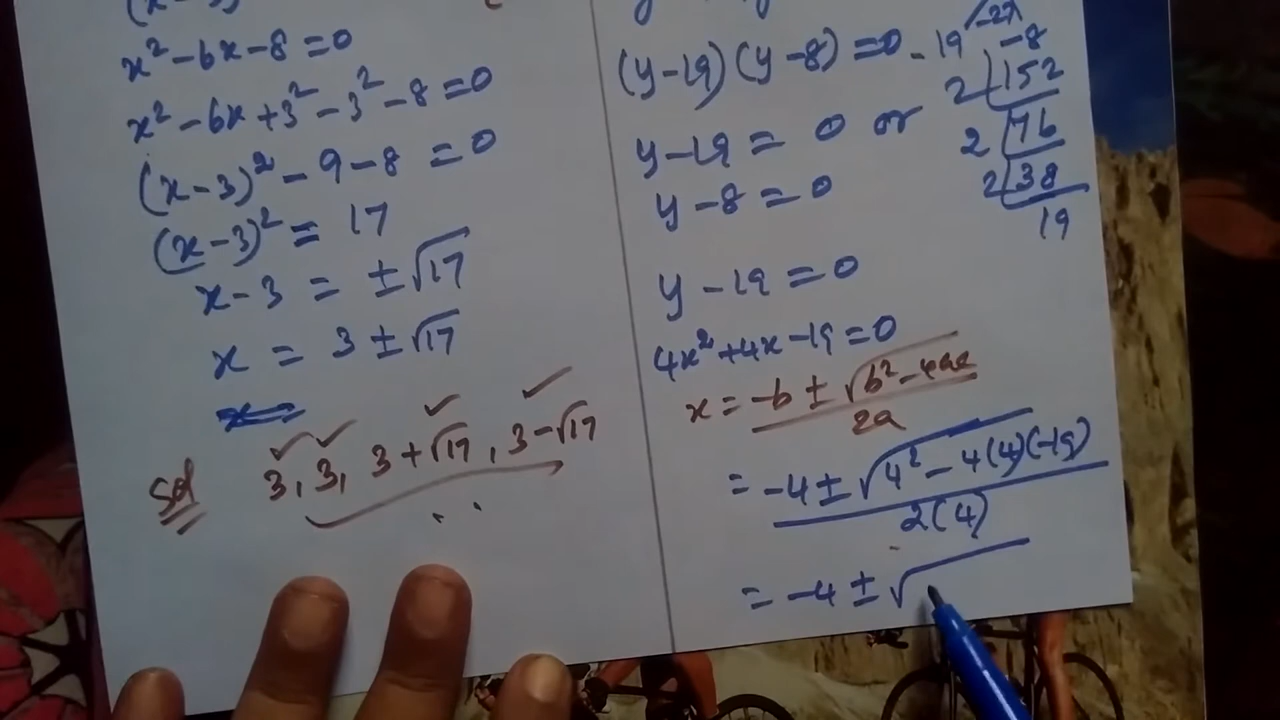 x² - 6x - 8 = 0
x² - 6x + 3² - 3² - 8 = 0
(x - 3)² - 9 - 8 = 0
(x - 3)² = 17
x - 3 = ± √17
x = 3 ± √17
Sol 3, 3, 3 + √17, 3 - √17
(y - 19) (y - 8) = 0
y - 19 = 0 or
y - 8 = 0
y - 19 = 0
4x² + 4x - 19 = 0
x = -b ± √b² - 4ac / 2a
= -4 ± √4² - 4(4)(-19) / 2(4)
= -4 ± √
-27
-19 -8
2 152
2 76
2 38
19